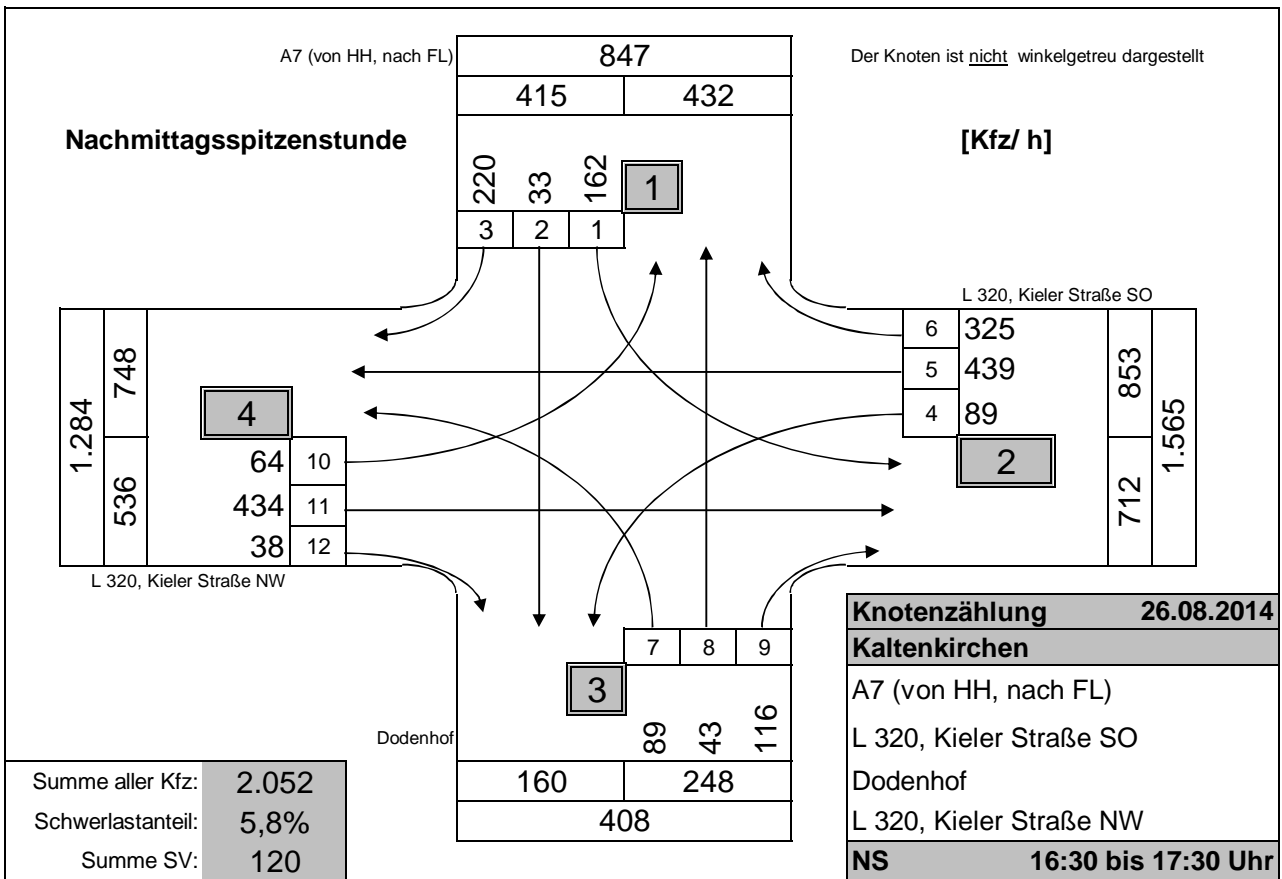 A7 (von HH, nach FL)
847
Der Knoten ist nicht winkelgetreu dargestellt
415 432
Nachmittagsspitzenstunde
[Kfz/ h]
220 33 162
1
3 2 1
L 320, Kieler Straße SO
6 325
5 439
4 89
853
712
1.565
2
1.284
748
536
4
64 10
434 11
38 12
L 320, Kieler Straße NW
7 8 9
3
89 43 116
Dodenhof
160 248
408
Summe aller Kfz: 2.052
Schwerlastanteil: 5,8%
Summe SV: 120
Knotenzählung 26.08.2014
Kaltenkirchen
A7 (von HH, nach FL)
L 320, Kieler Straße SO
Dodenhof
L 320, Kieler Straße NW
NS 16:30 bis 17:30 Uhr